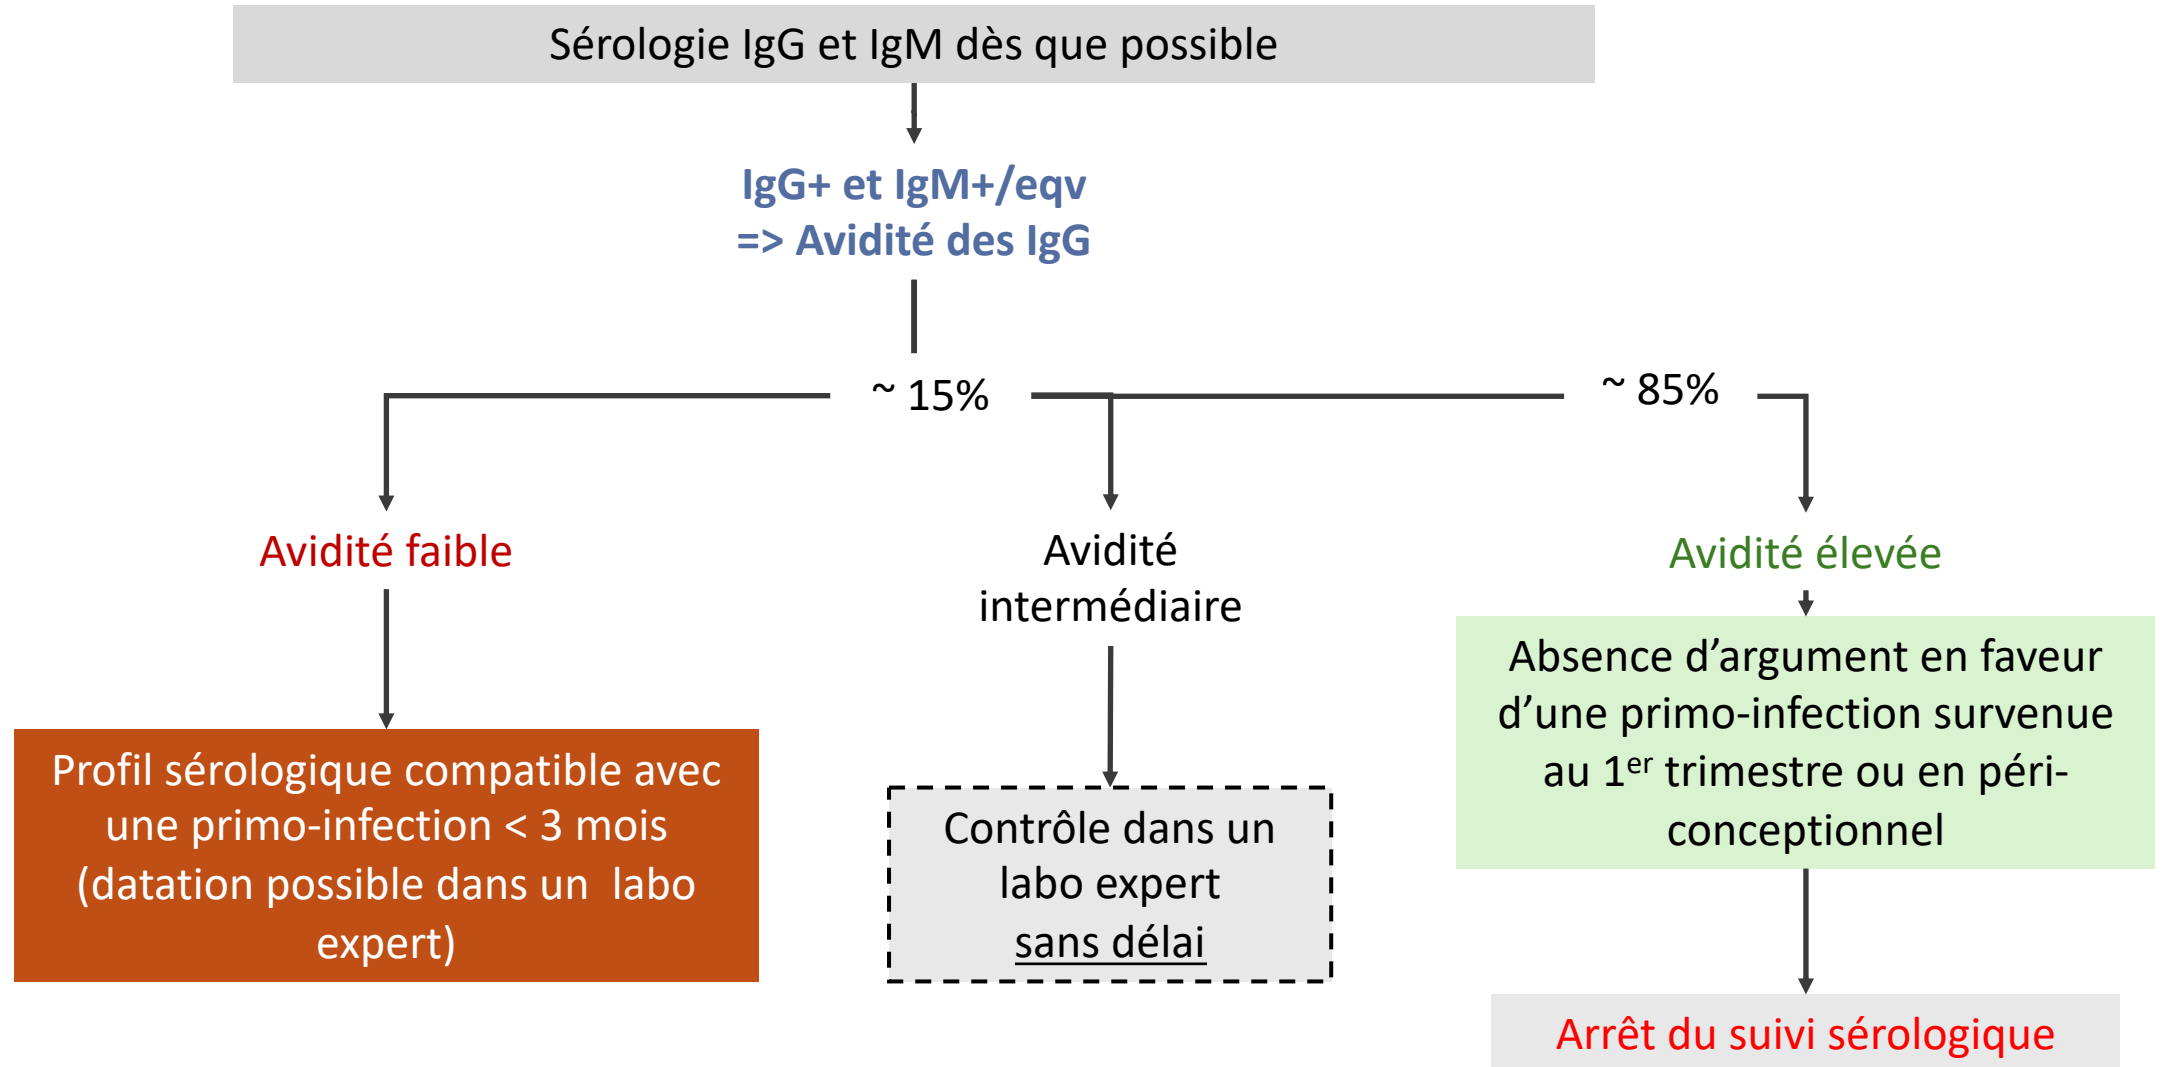 Sérologie IgG et IgM dès que possible
IgG+ et IgM+/eqv
=> Avidité des IgG
~ 15%
~ 85%
Avidité faible
Avidité
intermédiaire
Avidité élevée
Profil sérologique compatible avec
une primo-infection < 3 mois
(datation possible dans un labo
expert)
Contrôle dans un
labo expert
sans délai
Absence d’argument en faveur
d’une primo-infection survenue
au 1er trimestre ou en péri-
conceptionnel
Arrêt du suivi sérologique